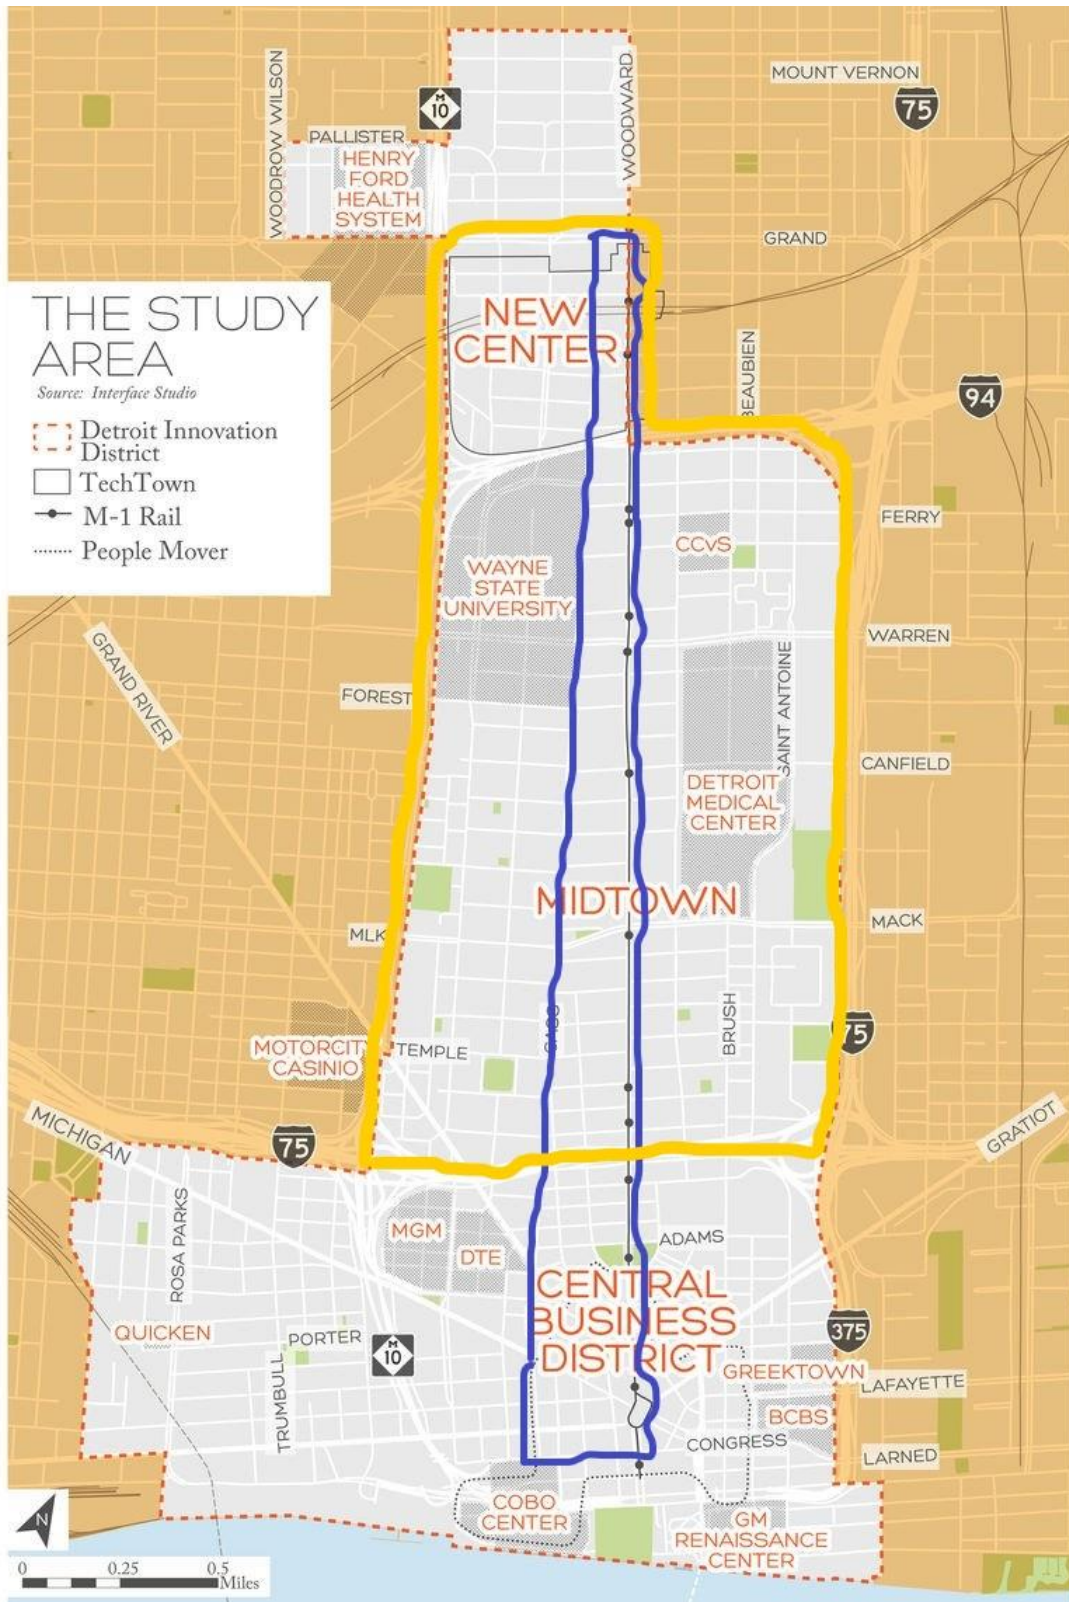 WOODROW WILSON
M
10
PALLISTER
HENRY
FORD
HEALTH
SYSTEM
WOODWARD
MOUNT VERNON
75
GRAND
THE STUDY
AREA
Source: Interface Studio
Detroit Innovation
District
TechTown
M-1 Rail
People Mover
NEW
CENTER
BEAUBIEN
94
FERRY
CCVS
WAYNE
STATE
UNIVERSITY
WARREN
GRAND RIVER
FOREST
SAINT ANTOINE
CANFIELD
DETROIT
MEDICAL
CENTER
MIDTOWN
MLK
MACK
CASS
BRUSH
75
MOTORCITY
CASINIO
TEMPLE
MICHIGAN
75
GRATIOT
ROSA PARKS
MGM
DTE
ADAMS
CENTRAL
BUSINESS
DISTRICT
QUICKEN
PORTER
M
10
TRUMBULL
375
GREEKTOWN
LAFAYETTE
BCBS
CONGRESS
LARNED
COBO
CENTER
GM
RENAISSANCE
CENTER
N
0 0.25 0.5
Miles